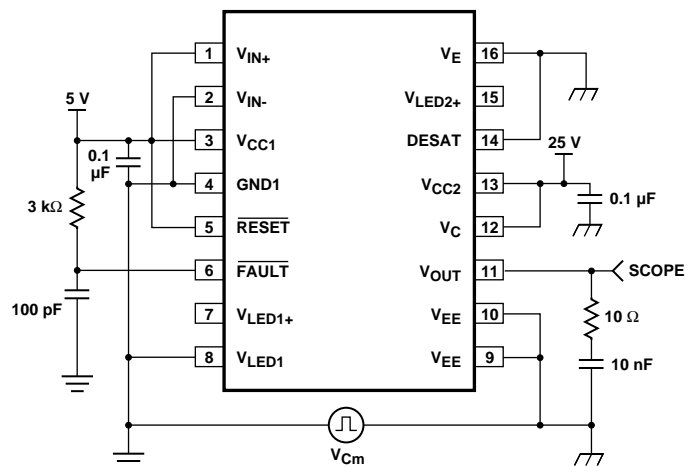 1 V_IN+
2 V_IN-
3 V_CC1
4 GND1
5 RESET
6 FAULT
7 V_LED1+
8 V_LED1
V_E 16
V_LED2+ 15
DESAT 14
V_CC2 13
V_C 12
V_OUT 11
V_EE 10
V_EE 9
5 V
0.1
µF
3 kΩ
100 pF
25 V
0.1 µF
SCOPE
10 Ω
10 nF
V_Cm